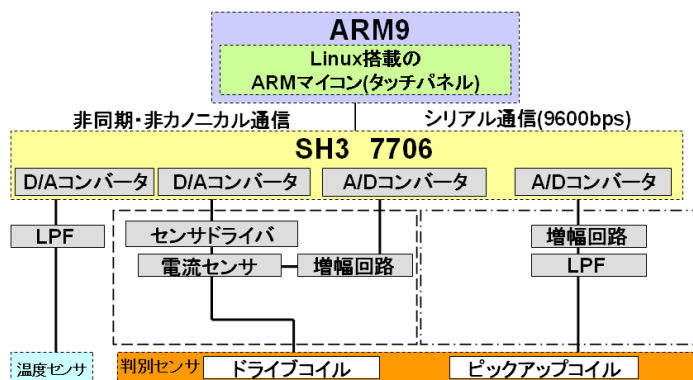 ARM9
Linux搭載の
ARMマイコン(タッチパネル)
非同期・非カノニカル通信
シリアル通信(9600bps)
SH3 7706
D/Aコンバータ
D/Aコンバータ
A/Dコンバータ
A/Dコンバータ
LPF
センサドライバ
増幅回路
電流センサ
増幅回路
LPF
温度センサ
判別センサ
ドライブコイル
ピックアップコイル